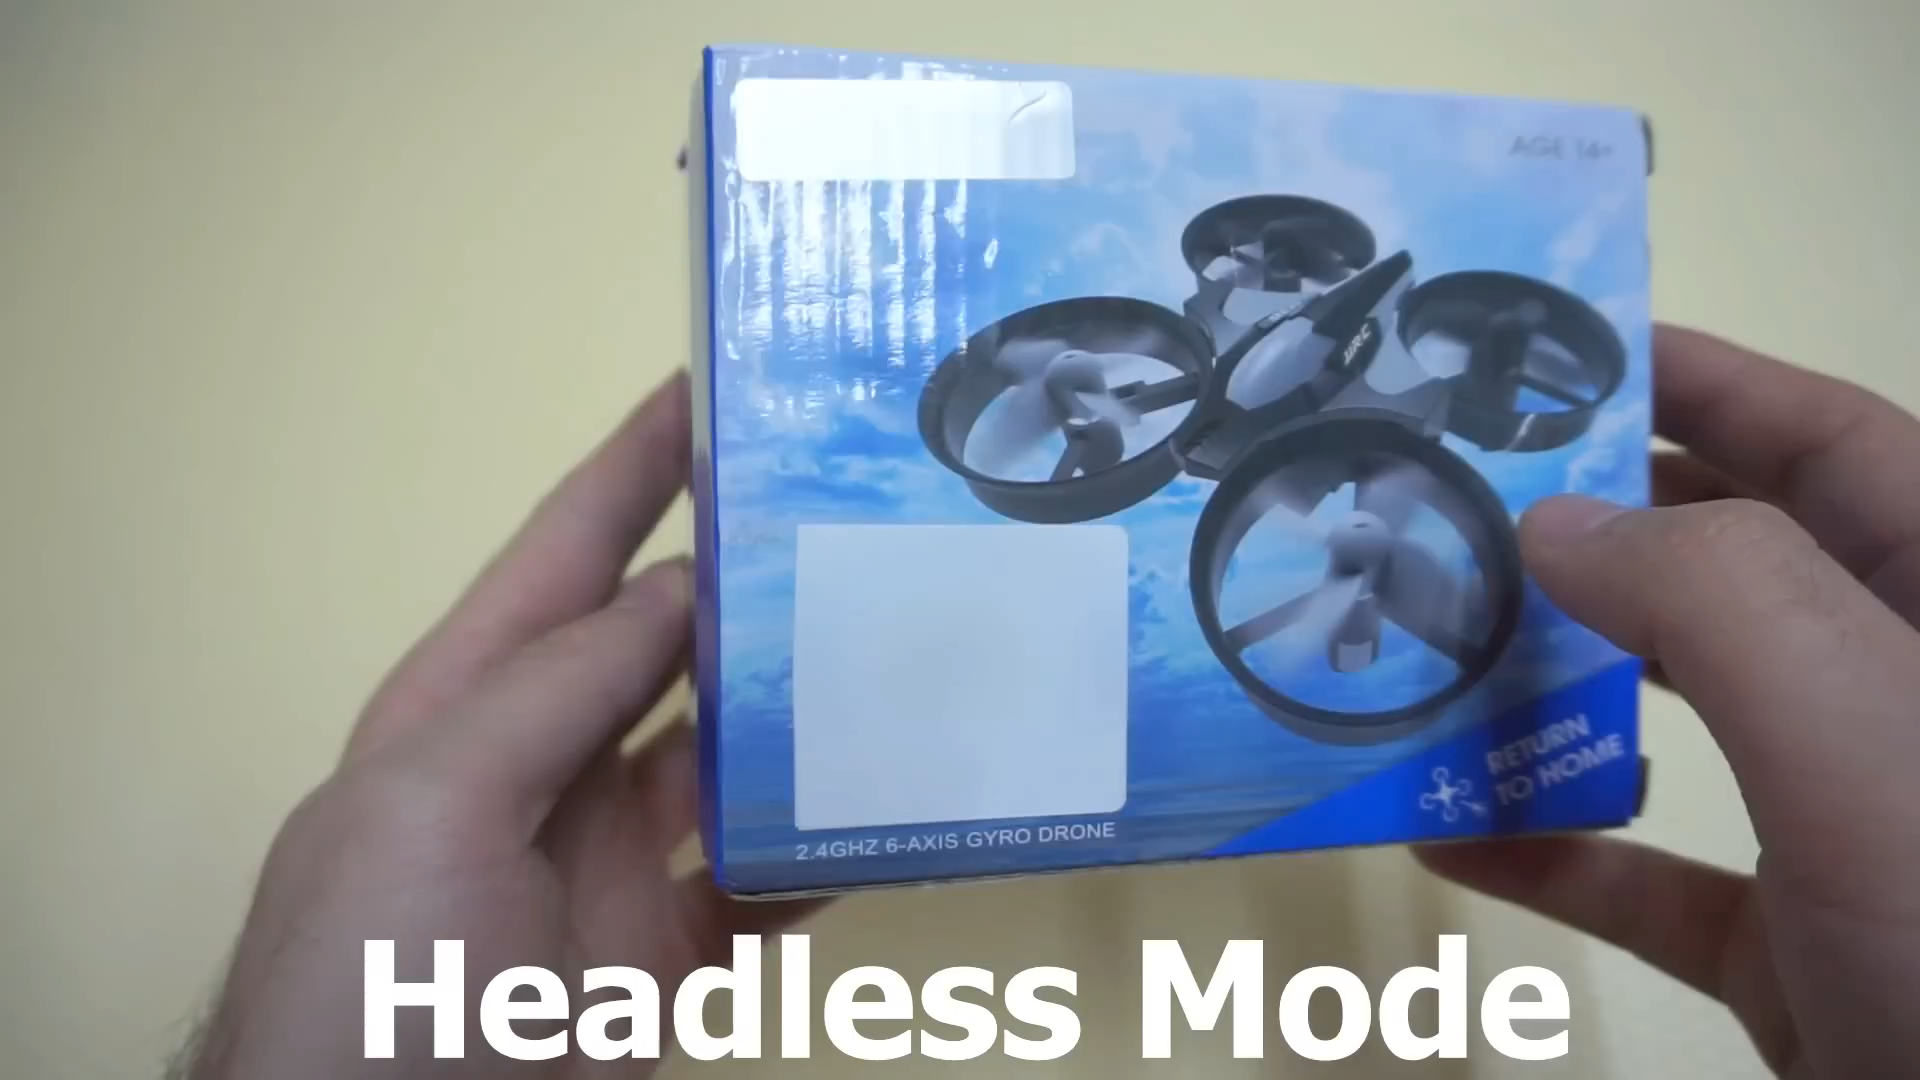 AGE 14+
JJRC
RETURN
TO HOME
2.4GHZ 6-AXIS GYRO DRONE
Headless Mode